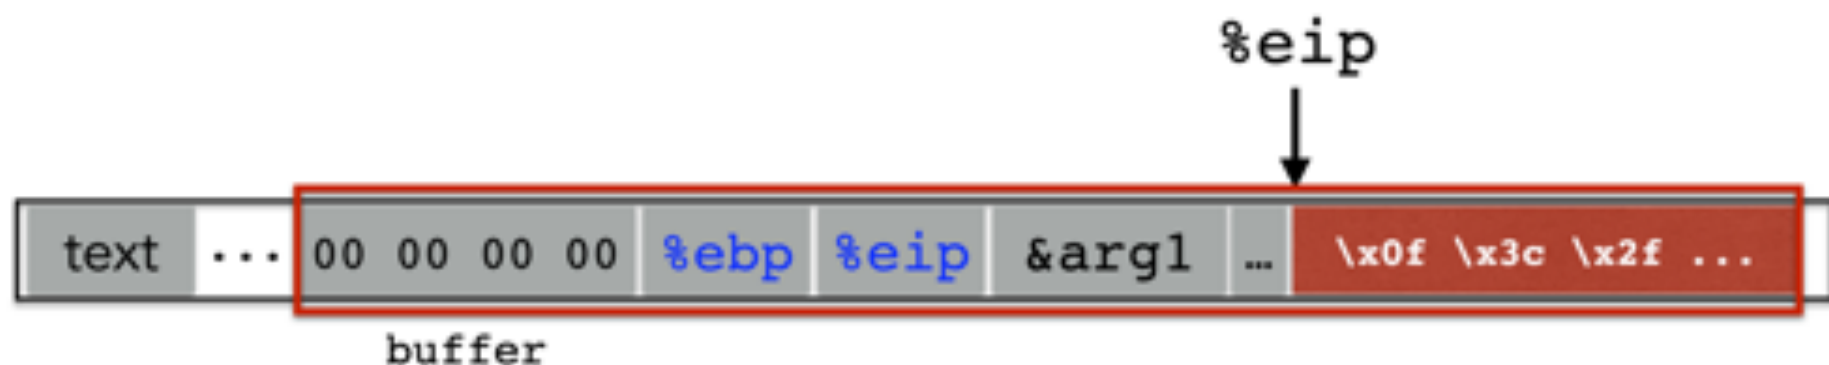 %eip
text ... 00 00 00 00 %ebp %eip &arg1 ... \x0f \x3c \x2f ...
buffer